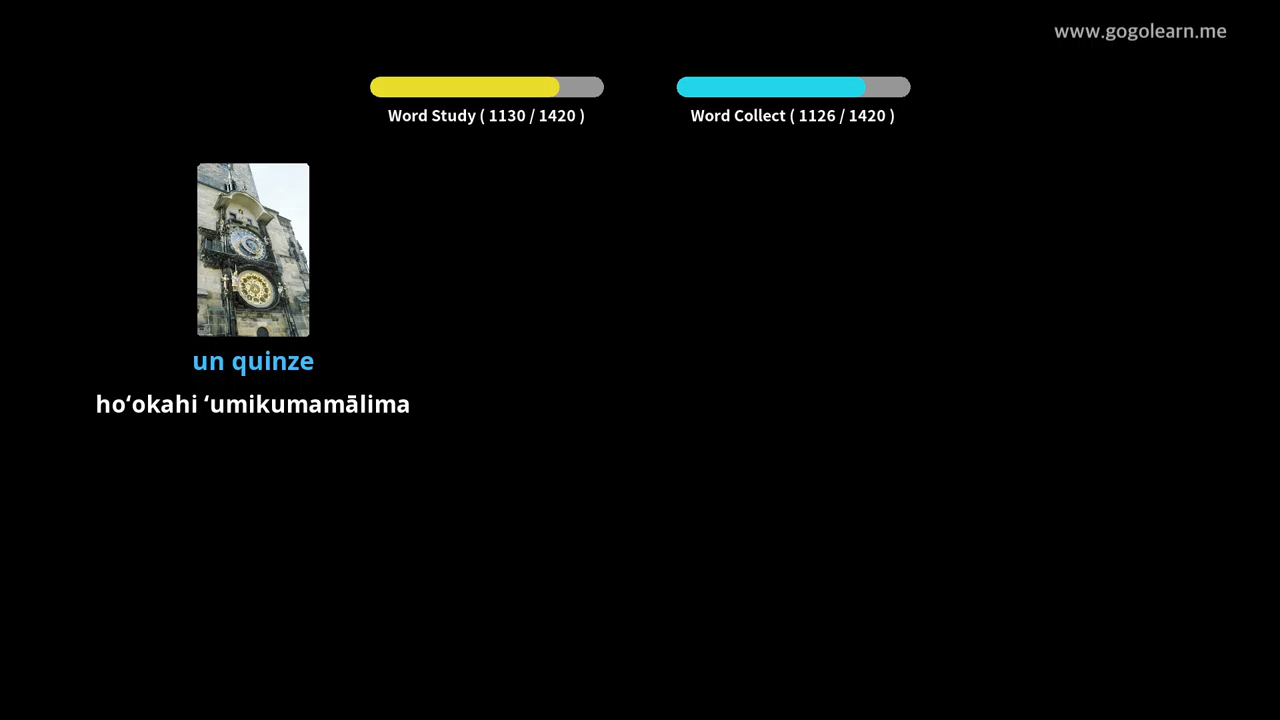 www.gogolearn.me
Word Study ( 1130 / 1420 )
Word Collect ( 1126 / 1420 )
un quinze
hoʻokahi ʻumikumamālima